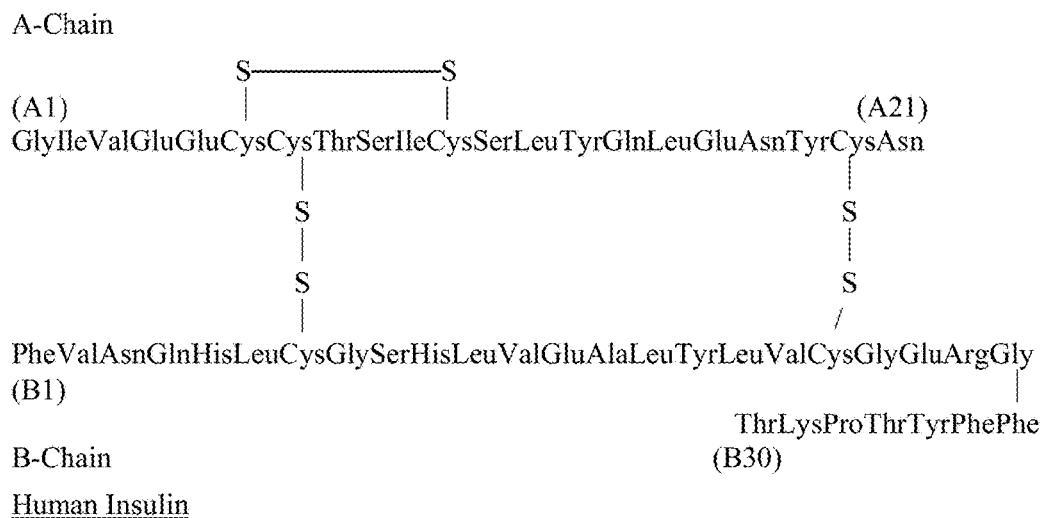 A-Chain
S S
(A1) (A21)
GlyIleValGluGluCysCysThrSerIleCysSerLeuTyrGlnLeuGluAsnTyrCysAsn
S S
S S
PheValAsnGlnHisLeuCysGlySerHisLeuValGluAlaLeuTyrLeuValCysGlyGluArgGly
(B1)
ThrLysProThrTyrPhePhe
B-Chain (B30)
Human Insulin